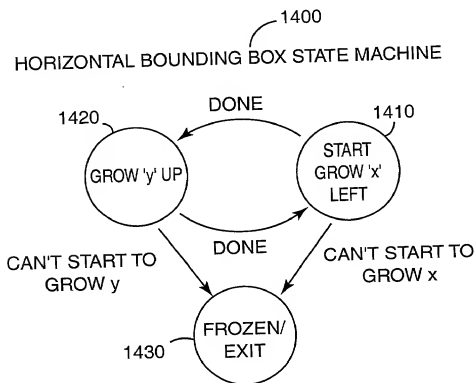 1400
HORIZONTAL BOUNDING BOX STATE MACHINE
DONE
1420
1410
GROW 'y' UP
START
GROW 'x'
LEFT
DONE
CAN'T START TO
GROW y
CAN'T START TO
GROW x
FROZEN/
EXIT
1430